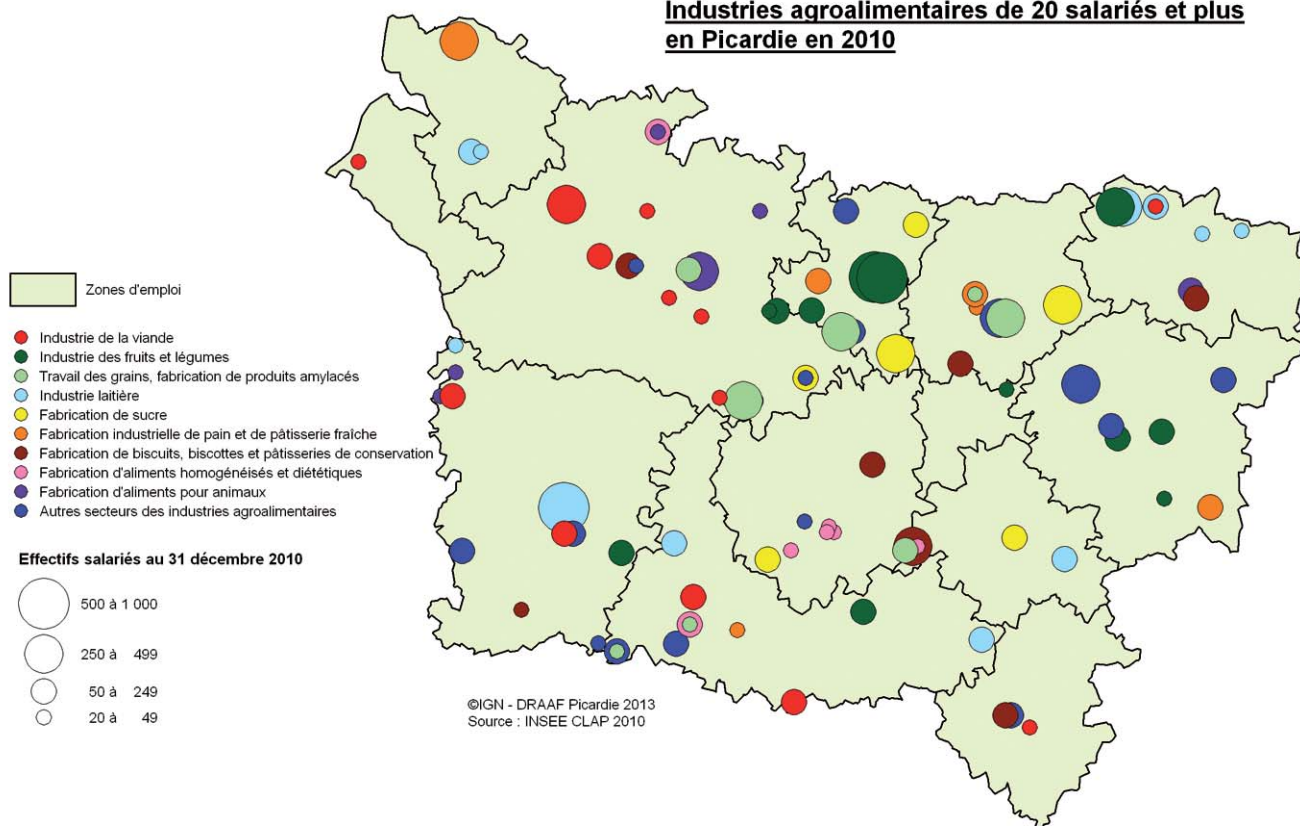 Industries agroalimentaires de 20 salariés et plus
en Picardie en 2010
Zones d'emploi
Industrie de la viande
Industrie des fruits et légumes
Travail des grains, fabrication de produits amylacés
Industrie laitière
Fabrication de sucre
Fabrication industrielle de pain et de pâtisserie fraîche
Fabrication de biscuits, biscottes et pâtisseries de conservation
Fabrication d'aliments homogénéisés et diététiques
Fabrication d'aliments pour animaux
Autres secteurs des industries agroalimentaires
Effectifs salariés au 31 décembre 2010
500 à 1 000
250 à 499
50 à 249
20 à 49
©IGN - DRAAF Picardie 2013
Source : INSEE CLAP 2010